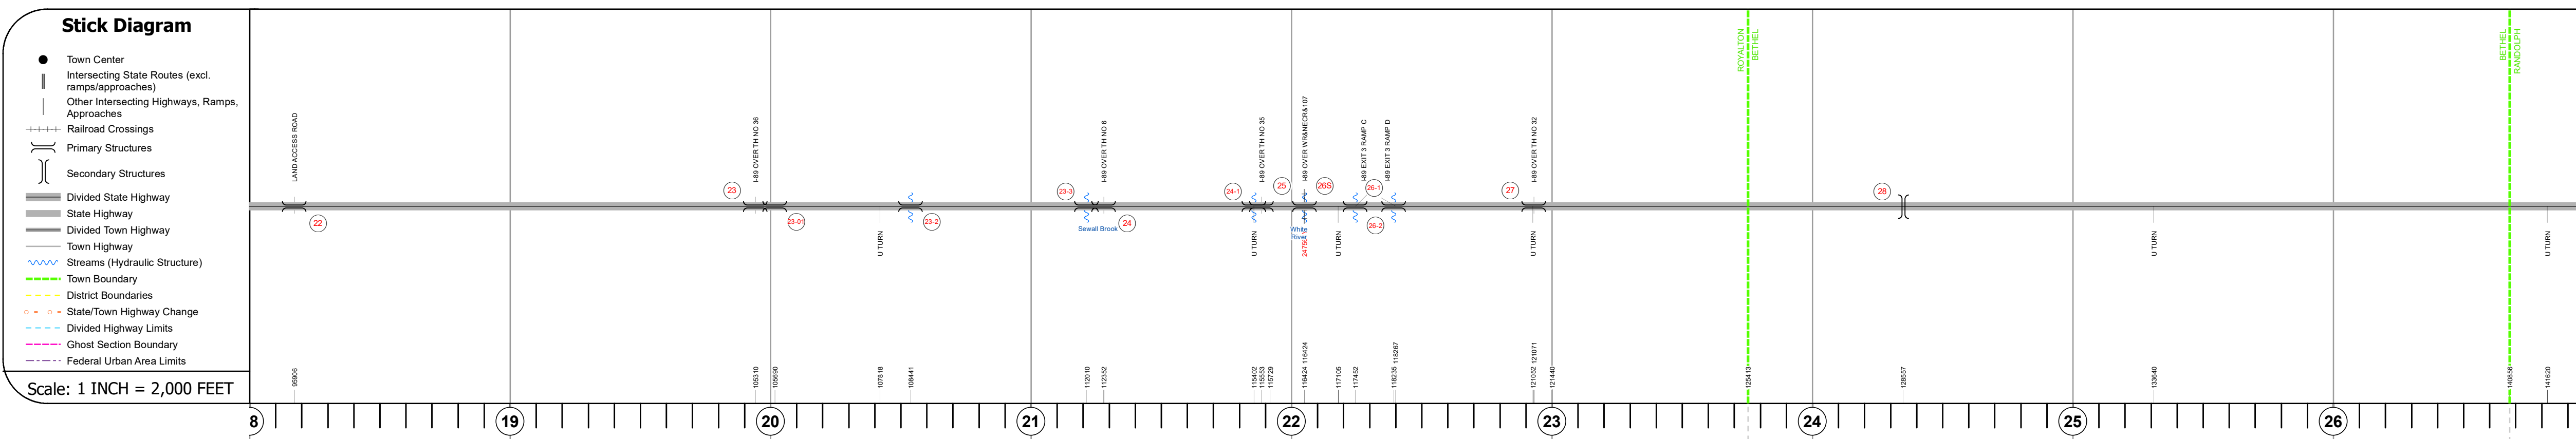 Stick Diagram
Town Center
Intersecting State Routes (excl.
ramps/approaches)
Other Intersecting Highways, Ramps,
Approaches
Railroad Crossings
Primary Structures
Secondary Structures
Divided State Highway
State Highway
Divided Town Highway
Town Highway
Streams (Hydraulic Structure)
Town Boundary
District Boundaries
State/Town Highway Change
Divided Highway Limits
Ghost Section Boundary
Federal Urban Area Limits
Scale: 1 INCH = 2,000 FEET
ROYALTON
BETHEL
BETHEL
RANDOLPH
LAND ACCESS ROAD
I-89 OVER TH NO 36
I-89 OVER TH NO 6
I-89 OVER TH NO 35
I-89 OVER WR&NECR&107
I-89 EXIT 3 RAMP C
I-89 EXIT 3 RAMP D
I-89 OVER TH NO 32
22
23
23-01
23-2
23-3
24
24-1
25
26S
26-1
26-2
27
28
Sewall Brook
White
River
U TURN
U TURN
U TURN
U TURN
U TURN
U TURN
95906
105310
105690
107818
108441
112010
112352
115402
115553
115729
116424 116424
117105
117452
118235 118267
121052 121071
121440
125413
128557
133640
140856
141620
8
19
20
21
22
23
24
25
26